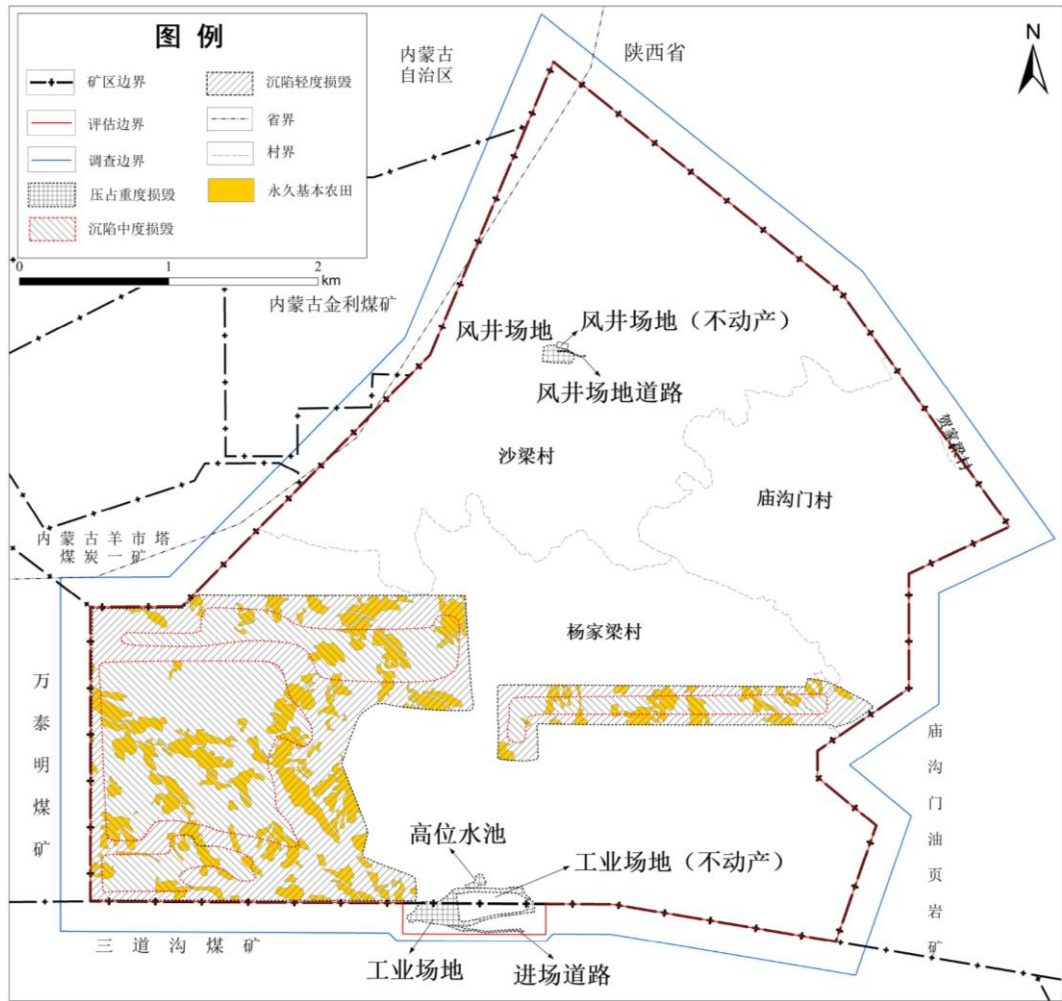 图 例
矿区边界
评估边界
调查边界
压占重度损毁
沉陷中度损毁
沉陷轻度损毁
省界
村界
永久基本农田
0
1
2
km
内蒙古
自治区
陕西省
N
内蒙古金利煤矿
风井场地
风井场地（不动产）
风井场地道路
贺家梁村
沙梁村
庙沟门村
内蒙古羊市塔
煤炭一矿
杨家梁村
万泰明煤矿
庙沟门油页岩矿
高位水池
工业场地（不动产）
三道沟煤矿
工业场地
进场道路